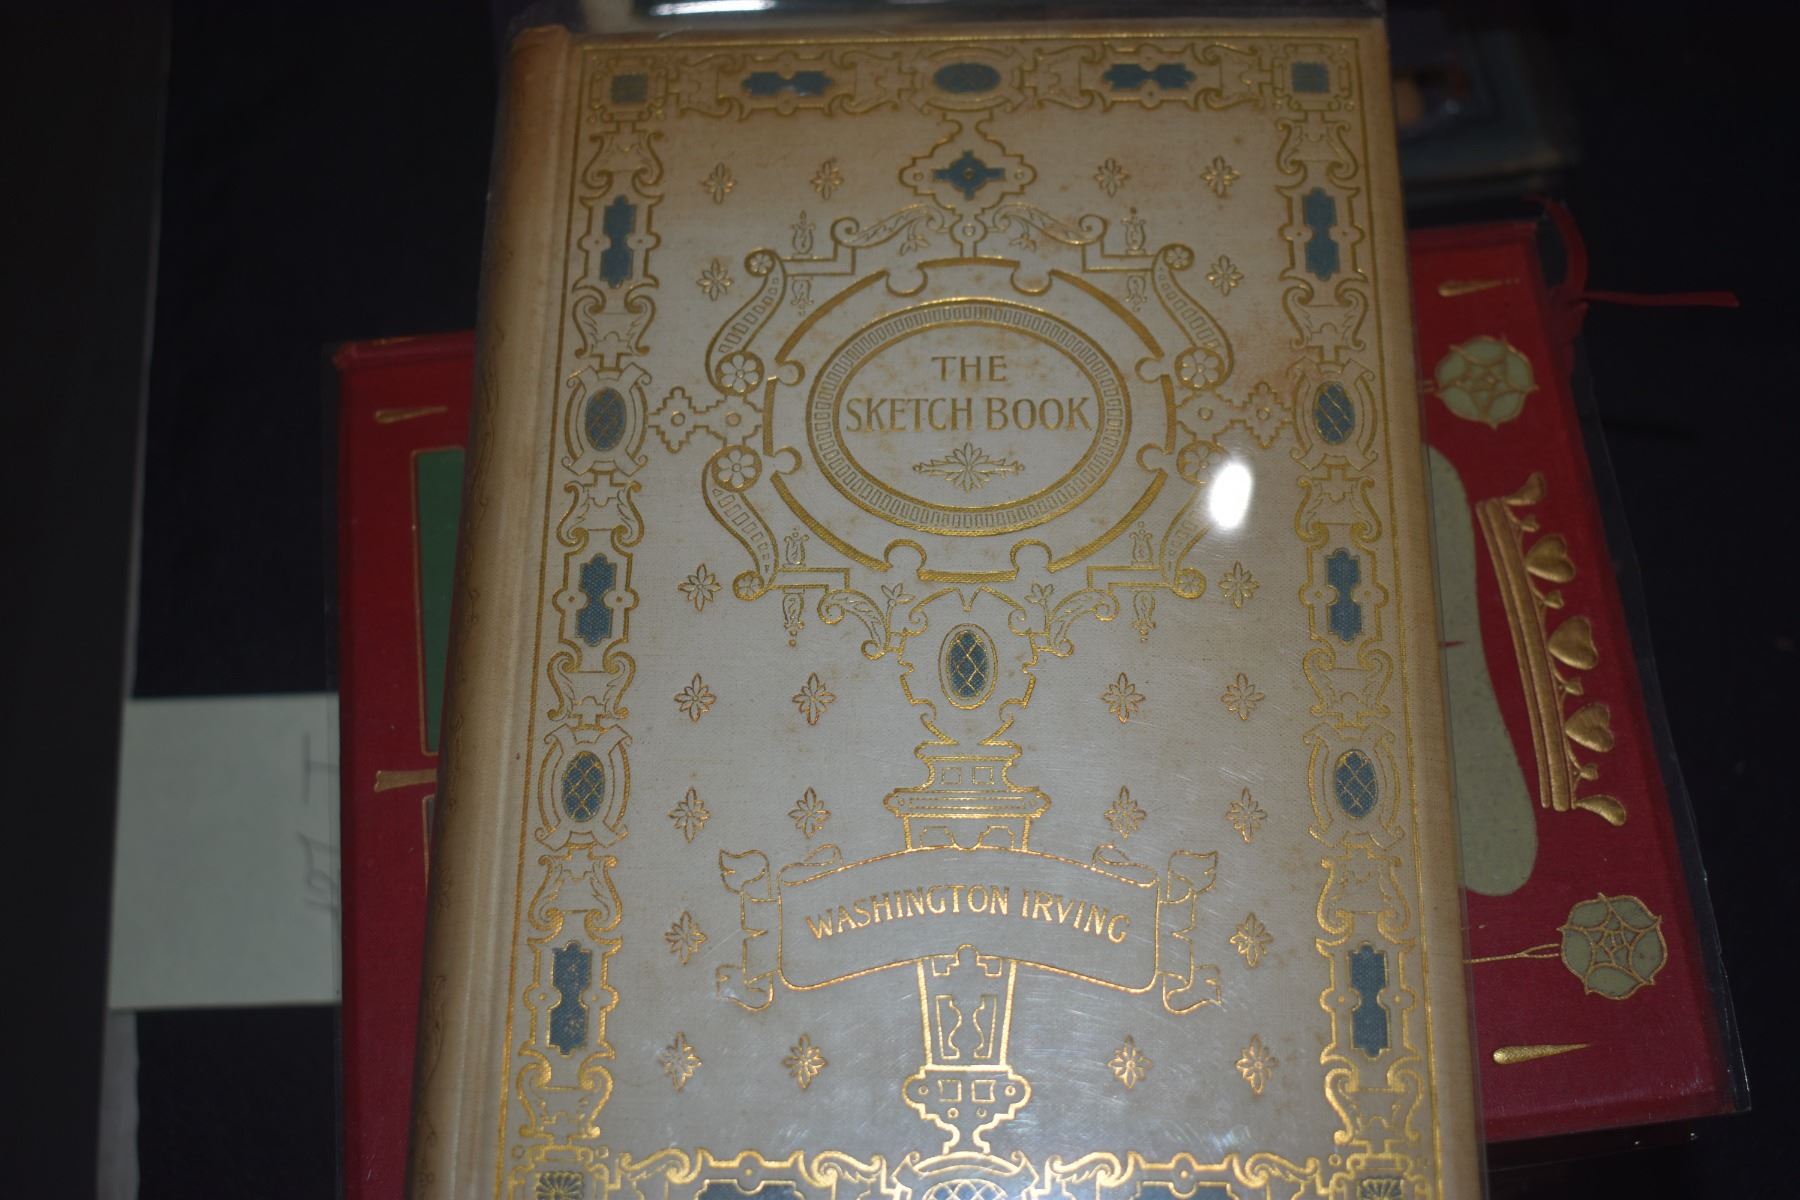 THE
SKETCH BOOK
WASHINGTON IRVING